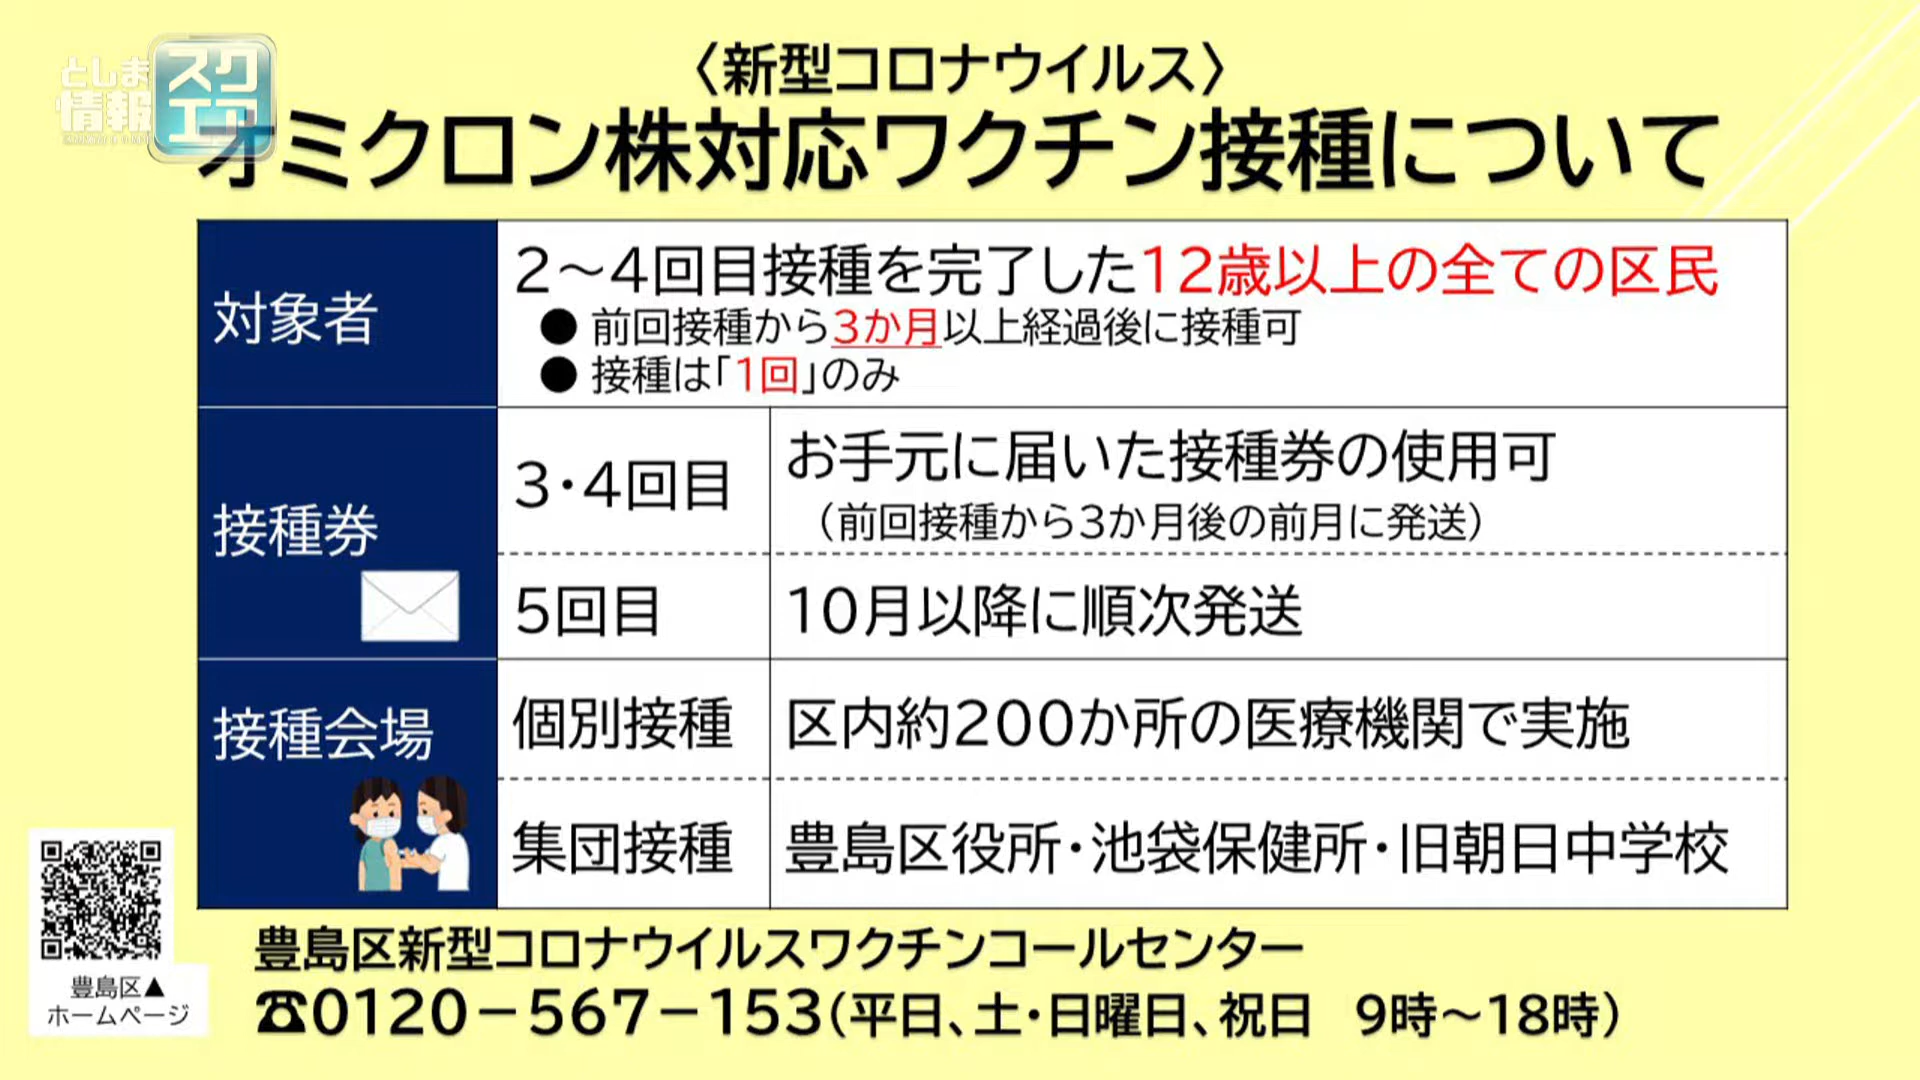 としま
情報
スク
エア
〈新型コロナウイルス〉
オミクロン株対応ワクチン接種について
対象者
2～4回目接種を完了した12歳以上の全ての区民
● 前回接種から3か月以上経過後に接種可
● 接種は「1回」のみ
接種券
3・4回目
お手元に届いた接種券の使用可
（前回接種から3か月後の前月に発送）
5回目
10月以降に順次発送
接種会場
個別接種
区内約200か所の医療機関で実施
集団接種
豊島区役所・池袋保健所・旧朝日中学校
豊島区▲
ホームページ
豊島区新型コロナウイルスワクチンコールセンター
☎0120－567－153（平日、土・日曜日、祝日　9時～18時）